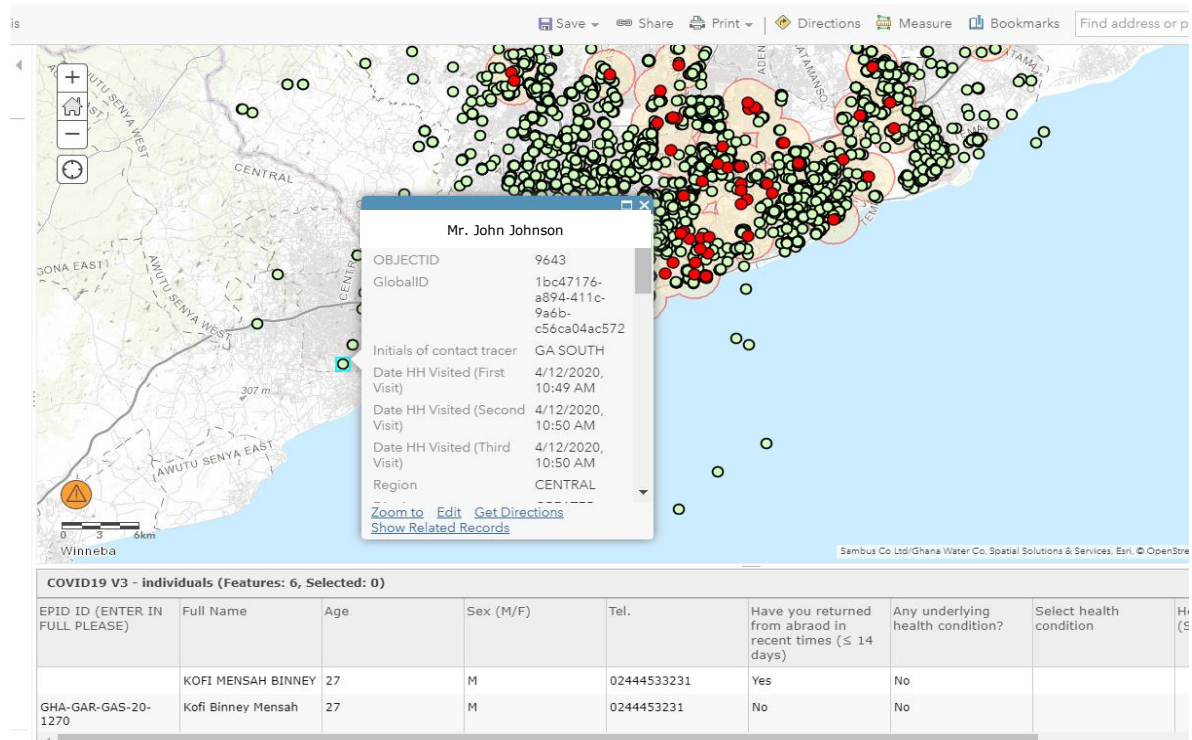 is
Save
Share
Print
Directions
Measure
Bookmarks
Find address or p
CENTRAL
AWUTU SENYA WEST
GONA EAST
AWUTU SENYA EAST
307 m
0 3 6km
Winneba
Mr. John Johnson
OBJECTID 9643
GlobalID 1bc47176-
a894-411c-
9a6b-
c56ca04ac572
Initials of contact tracer GA SOUTH
Date HH Visited (First 4/12/2020,
Visit) 10:49 AM
Date HH Visited (Second 4/12/2020,
Visit) 10:50 AM
Date HH Visited (Third 4/12/2020,
Visit) 10:50 AM
Region CENTRAL
Zoom to Edit Get Directions
Show Related Records
Sambus Co Ltd/Ghana Water Co, Spatial Solutions & Services, Esri, © OpenStre
COVID19 V3 - individuals (Features: 6, Selected: 0)
EPID ID (ENTER IN Full Name Age Sex (M/F) Tel. Have you returned Any underlying Select health
FULL PLEASE) from abraod in health condition? condition
recent times (≤ 14
days)
KOFI MENSAH BINNEY 27 M 02444533231 Yes No
GHA-GAR-GAS-20- Kofi Binney Mensah 27 M 0244453231 No No
1270